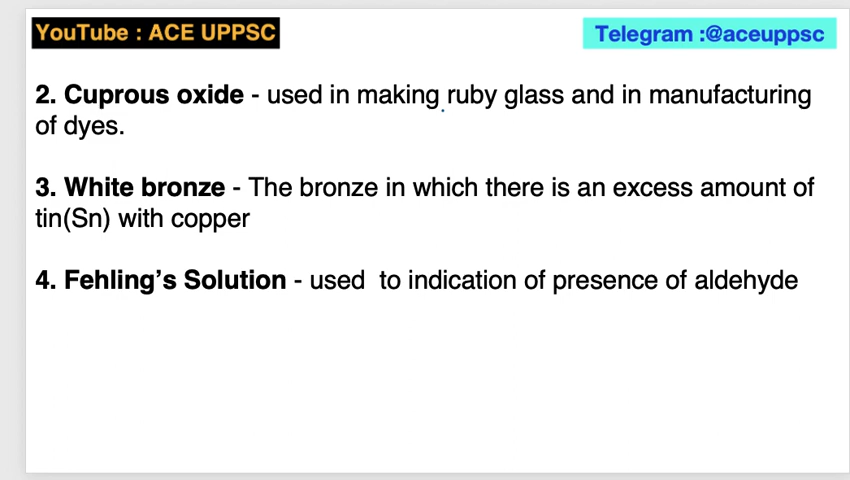 YouTube : ACE UPPSC
Telegram :@aceuppsc
2. Cuprous oxide - used in making ruby glass and in manufacturing
of dyes.
3. White bronze - The bronze in which there is an excess amount of
tin(Sn) with copper
4. Fehling’s Solution - used  to indication of presence of aldehyde